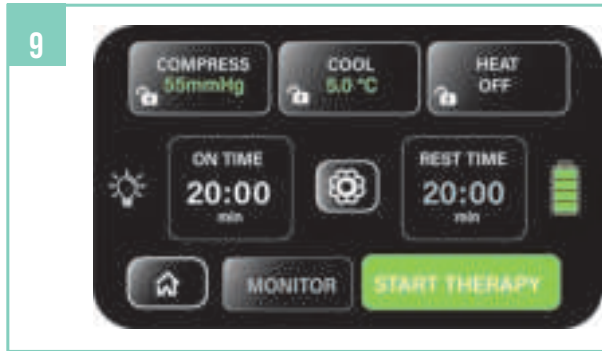 9
COMPRESS
55mmHg
COOL
5.0 °C
HEAT
OFF
ON TIME
20:00
min
REST TIME
20:00
min
MONITOR
START THERAPY